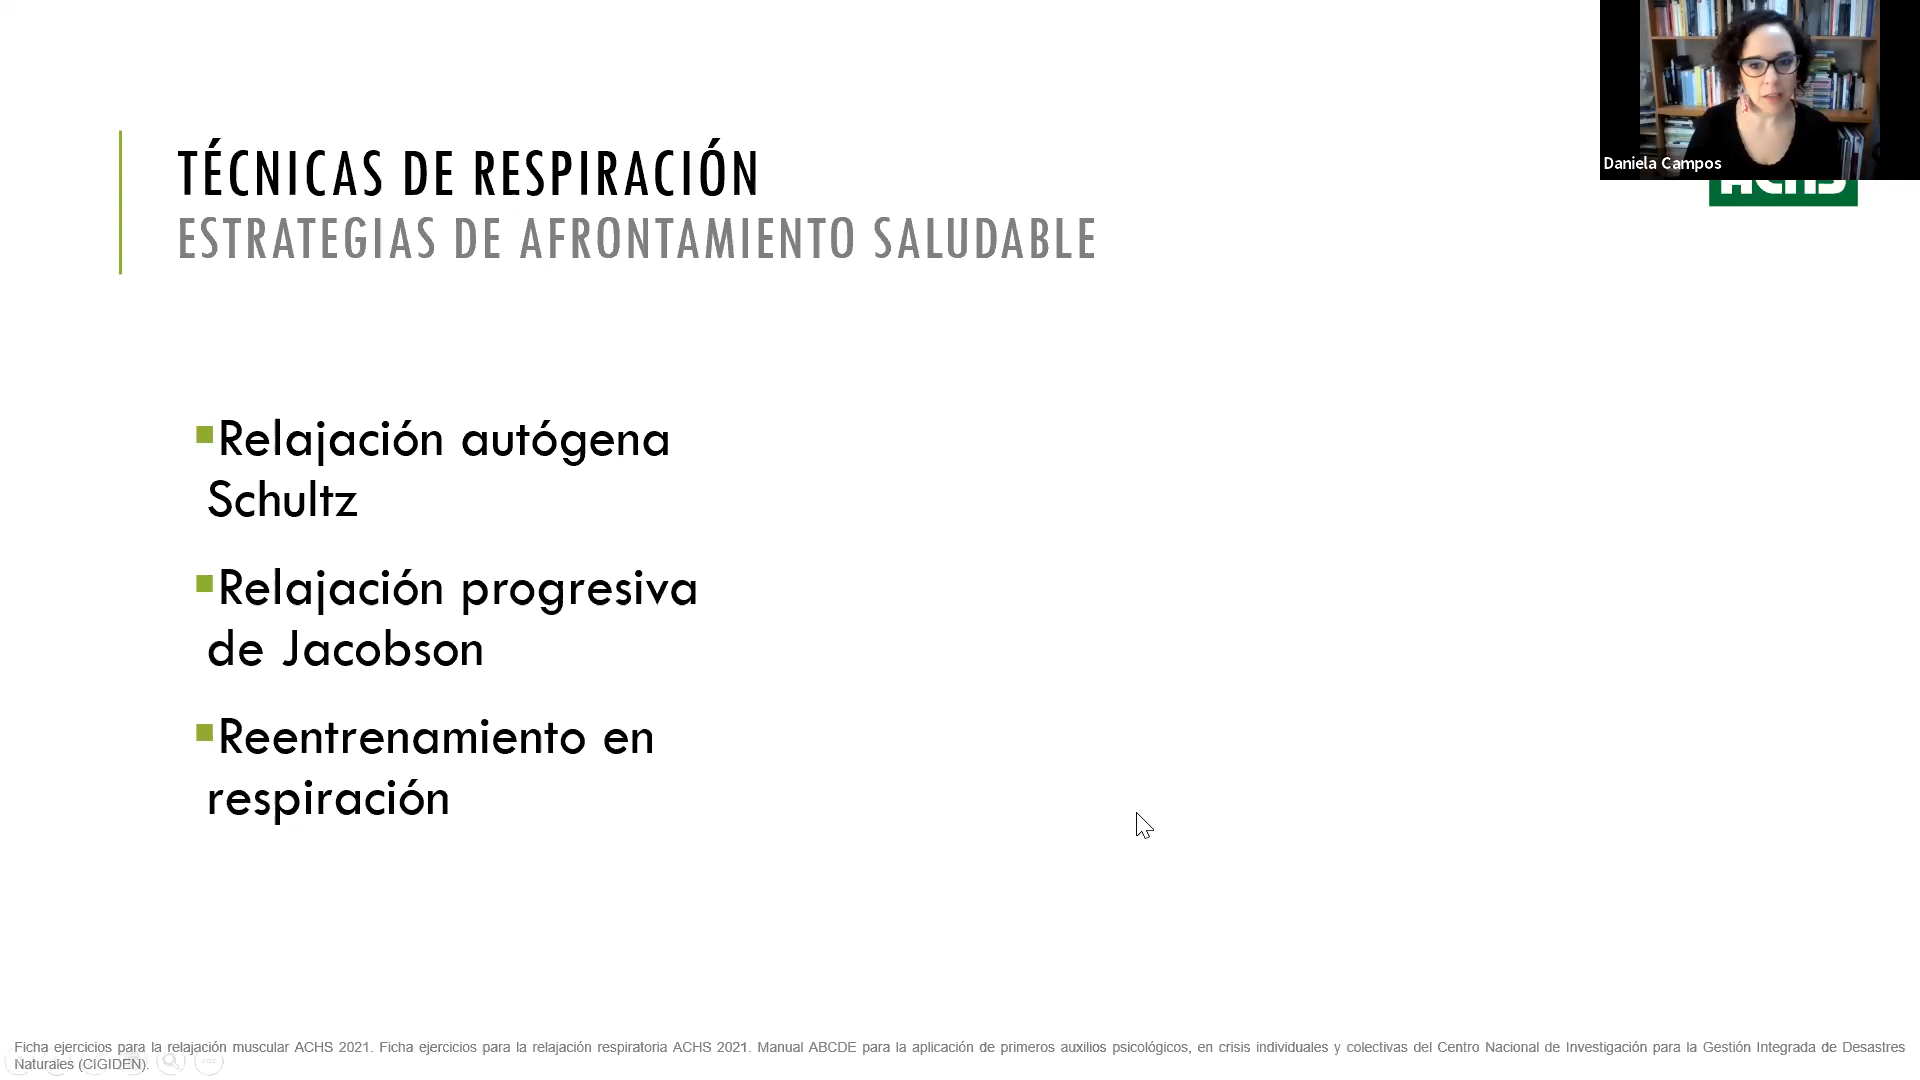 TÉCNICAS DE RESPIRACIÓN
ESTRATEGIAS DE AFRONTAMIENTO SALUDABLE
Daniela Campos
ACHS
Relajación autógena
Schultz
Relajación progresiva
de Jacobson
Reentrenamiento en
respiración
Ficha ejercicios para la relajación muscular ACHS 2021. Ficha ejercicios para la relajación respiratoria ACHS 2021. Manual ABCDE para la aplicación de primeros auxilios psicológicos, en crisis individuales y colectivas del Centro Nacional de Investigación para la Gestión Integrada de Desastres
Naturales (CIGIDEN).